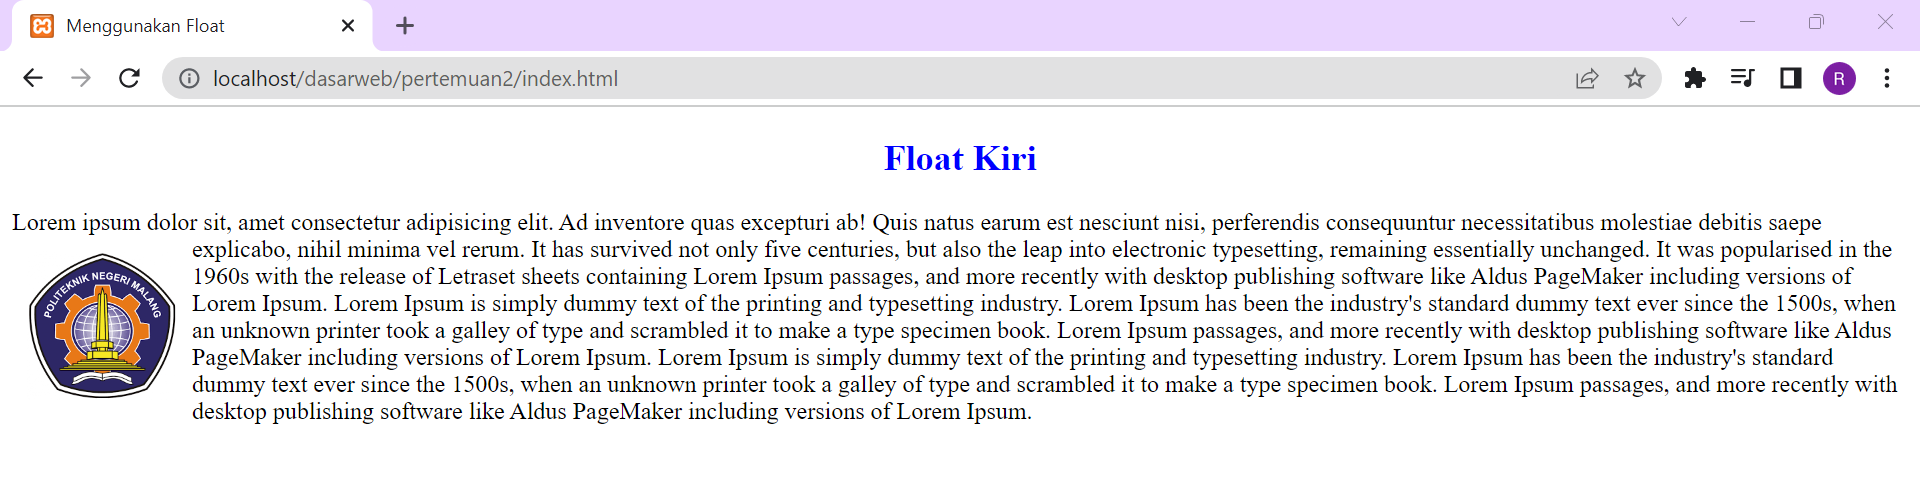 Menggunakan Float
localhost/dasarweb/pertemuan2/index.html
R
Float Kiri
Lorem ipsum dolor sit, amet consectetur adipisicing elit. Ad inventore quas excepturi ab! Quis natus earum est nesciunt nisi, perferendis consequuntur necessitatibus molestiae debitis saepe
explicabo, nihil minima vel rerum. It has survived not only five centuries, but also the leap into electronic typesetting, remaining essentially unchanged. It was popularised in the
1960s with the release of Letraset sheets containing Lorem Ipsum passages, and more recently with desktop publishing software like Aldus PageMaker including versions of
Lorem Ipsum. Lorem Ipsum is simply dummy text of the printing and typesetting industry. Lorem Ipsum has been the industry's standard dummy text ever since the 1500s, when
an unknown printer took a galley of type and scrambled it to make a type specimen book. Lorem Ipsum passages, and more recently with desktop publishing software like Aldus
PageMaker including versions of Lorem Ipsum. Lorem Ipsum is simply dummy text of the printing and typesetting industry. Lorem Ipsum has been the industry's standard
dummy text ever since the 1500s, when an unknown printer took a galley of type and scrambled it to make a type specimen book. Lorem Ipsum passages, and more recently with
desktop publishing software like Aldus PageMaker including versions of Lorem Ipsum.
POLITEKNIK NEGERI MALANG